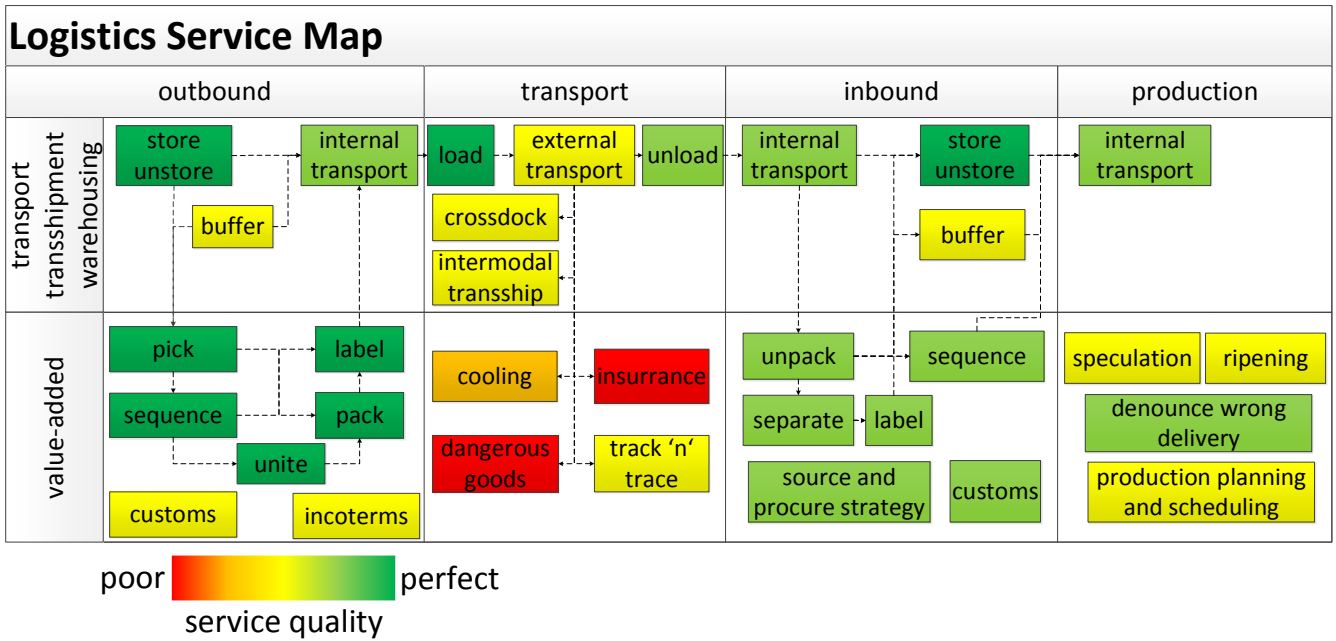 Logistics Service Map
outbound
transport
inbound
production
transport
transshipment
warehousing
store
unstore
internal
transport
buffer
load
external
transport
unload
crossdock
intermodal
transship
internal
transport
store
unstore
buffer
internal
transport
value-added
pick
label
sequence
pack
unite
customs
incoterms
cooling
insurrance
dangerous
goods
track ‘n‘
trace
unpack
sequence
separate
label
source and
procure strategy
customs
speculation
ripening
denounce wrong
delivery
production planning
and scheduling
poor
perfect
service quality